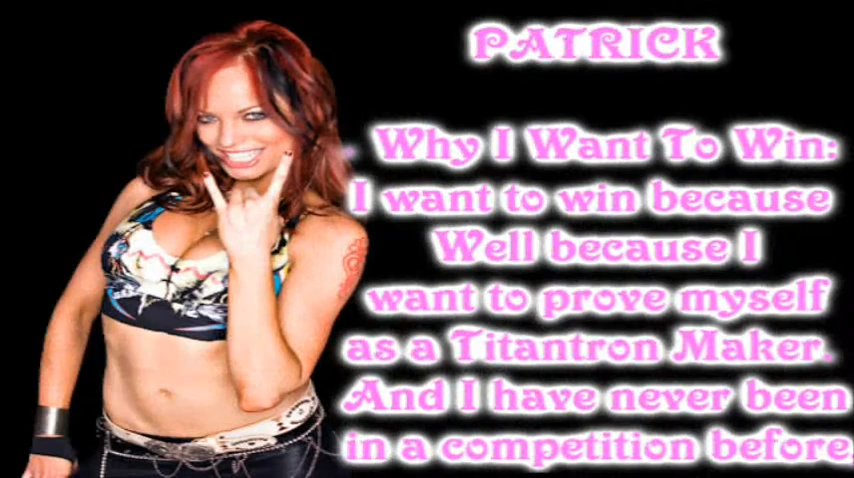 PATRICK
- Why I Want To Win:
I want to win because
Well because I
want to prove myself
as a Titantron Maker.
And I have never been
in a competition before.